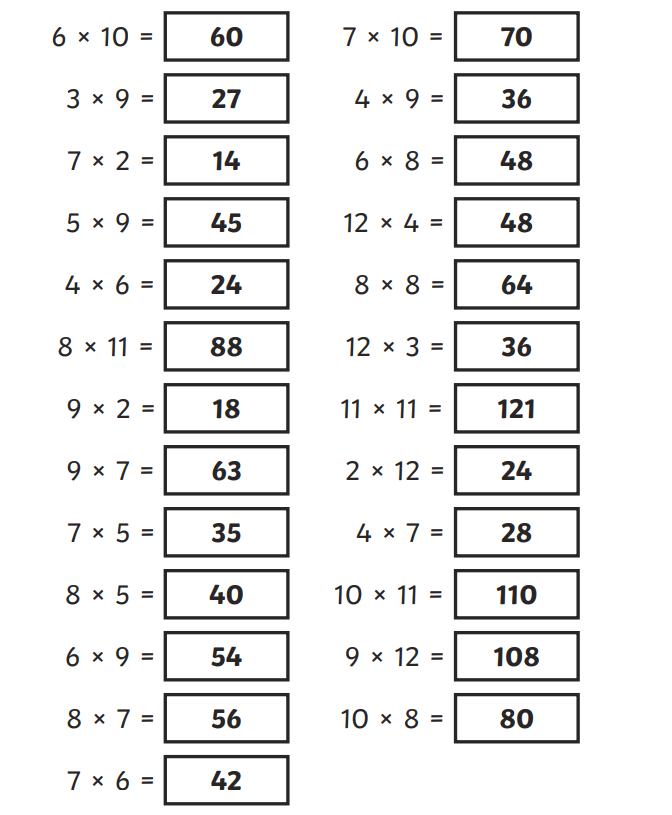 6 × 10 = 60
3 × 9 = 27
7 × 2 = 14
5 × 9 = 45
4 × 6 = 24
8 × 11 = 88
9 × 2 = 18
9 × 7 = 63
7 × 5 = 35
8 × 5 = 40
6 × 9 = 54
8 × 7 = 56
7 × 6 = 42
7 × 10 = 70
4 × 9 = 36
6 × 8 = 48
12 × 4 = 48
8 × 8 = 64
12 × 3 = 36
11 × 11 = 121
2 × 12 = 24
4 × 7 = 28
10 × 11 = 110
9 × 12 = 108
10 × 8 = 80